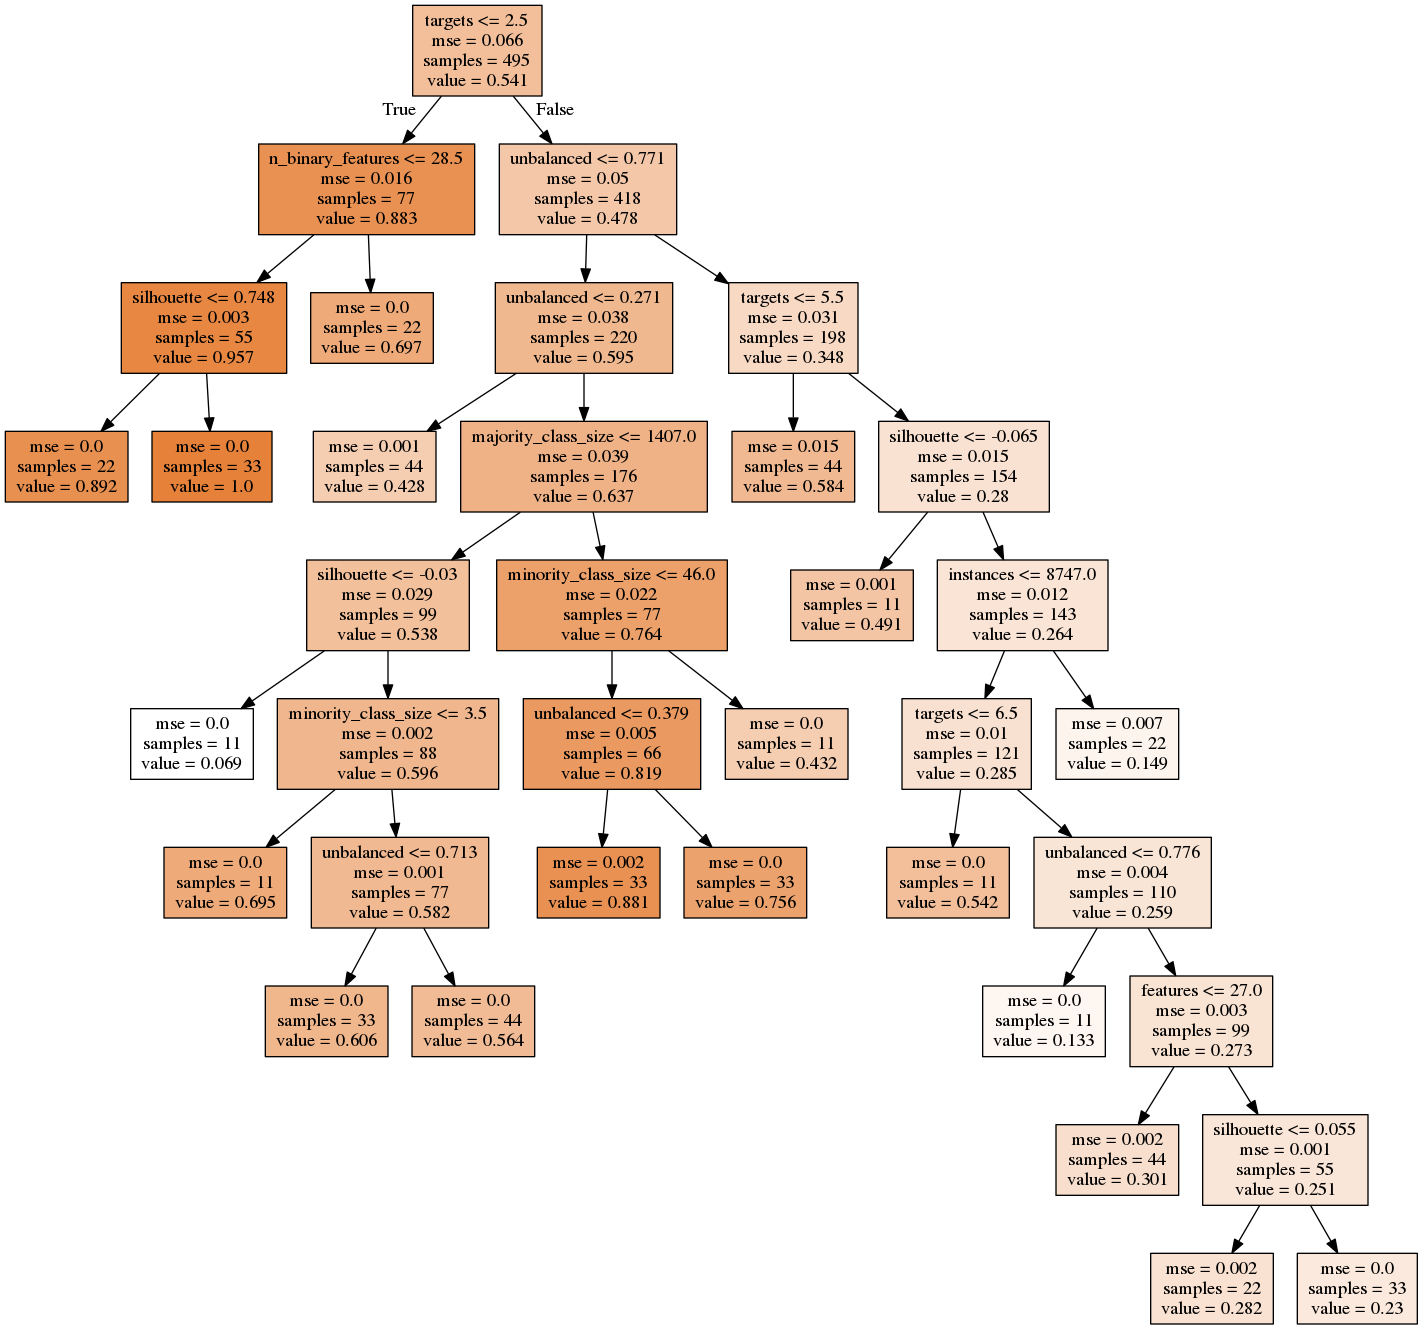 targets <= 2.5
mse = 0.066
samples = 495
value = 0.541
True
False
n_binary_features <= 28.5
mse = 0.016
samples = 77
value = 0.883
unbalanced <= 0.771
mse = 0.05
samples = 418
value = 0.478
silhouette <= 0.748
mse = 0.003
samples = 55
value = 0.957
mse = 0.0
samples = 22
value = 0.697
unbalanced <= 0.271
mse = 0.038
samples = 220
value = 0.595
targets <= 5.5
mse = 0.031
samples = 198
value = 0.348
mse = 0.0
samples = 22
value = 0.892
mse = 0.0
samples = 33
value = 1.0
mse = 0.001
samples = 44
value = 0.428
majority_class_size <= 1407.0
mse = 0.039
samples = 176
value = 0.637
mse = 0.015
samples = 44
value = 0.584
silhouette <= -0.065
mse = 0.015
samples = 154
value = 0.28
silhouette <= -0.03
mse = 0.029
samples = 99
value = 0.538
minority_class_size <= 46.0
mse = 0.022
samples = 77
value = 0.764
mse = 0.001
samples = 11
value = 0.491
instances <= 8747.0
mse = 0.012
samples = 143
value = 0.264
mse = 0.0
samples = 11
value = 0.069
minority_class_size <= 3.5
mse = 0.002
samples = 88
value = 0.596
unbalanced <= 0.379
mse = 0.005
samples = 66
value = 0.819
mse = 0.0
samples = 11
value = 0.432
targets <= 6.5
mse = 0.01
samples = 121
value = 0.285
mse = 0.007
samples = 22
value = 0.149
mse = 0.0
samples = 11
value = 0.695
unbalanced <= 0.713
mse = 0.001
samples = 77
value = 0.582
mse = 0.002
samples = 33
value = 0.881
mse = 0.0
samples = 33
value = 0.756
mse = 0.0
samples = 11
value = 0.542
unbalanced <= 0.776
mse = 0.004
samples = 110
value = 0.259
mse = 0.0
samples = 33
value = 0.606
mse = 0.0
samples = 44
value = 0.564
mse = 0.0
samples = 11
value = 0.133
features <= 27.0
mse = 0.003
samples = 99
value = 0.273
mse = 0.002
samples = 44
value = 0.301
silhouette <= 0.055
mse = 0.001
samples = 55
value = 0.251
mse = 0.002
samples = 22
value = 0.282
mse = 0.0
samples = 33
value = 0.23